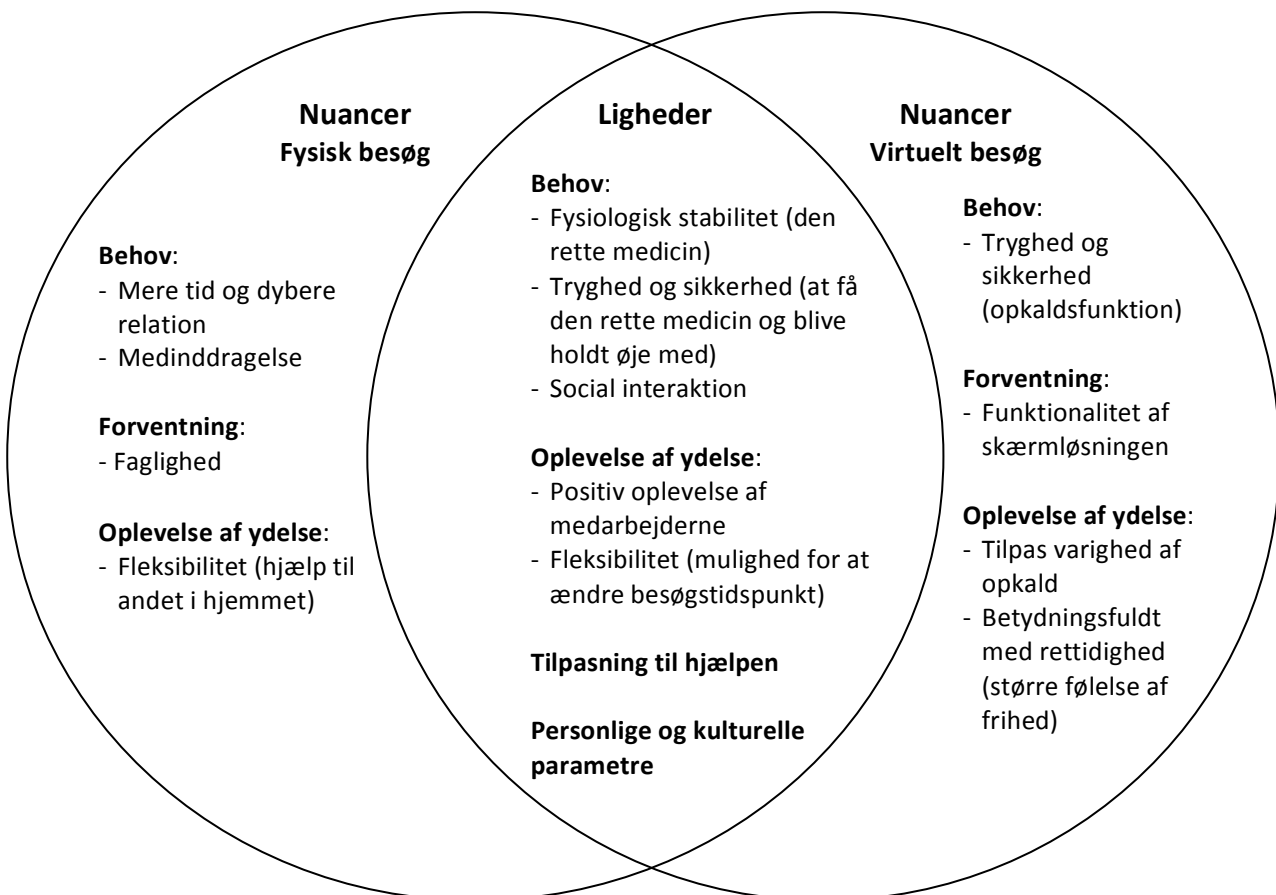 Nuancer
Fysisk besøg
Behov:
- Mere tid og dybere
relation
- Medinddragelse
Forventning:
- Faglighed
Oplevelse af ydelse:
- Fleksibilitet (hjælp til
andet i hjemmet)
Ligheder
Behov:
- Fysiologisk stabilitet (den
rette medicin)
- Tryghed og sikkerhed (at få
den rette medicin og blive
holdt øje med)
- Social interaktion
Oplevelse af ydelse:
- Positiv oplevelse af
medarbejderne
- Fleksibilitet (mulighed for at
ændre besøgstidspunkt)
Tilpasning til hjælpen
Personlige og kulturelle
parametre
Nuancer
Virtuelt besøg
Behov:
- Tryghed og
sikkerhed
(opkaldsfunktion)
Forventning:
- Funktionalitet af
skærmløsningen
Oplevelse af ydelse:
- Tilpas varighed af
opkald
- Betydningsfuldt
med rettidighed
(større følelse af
frihed)